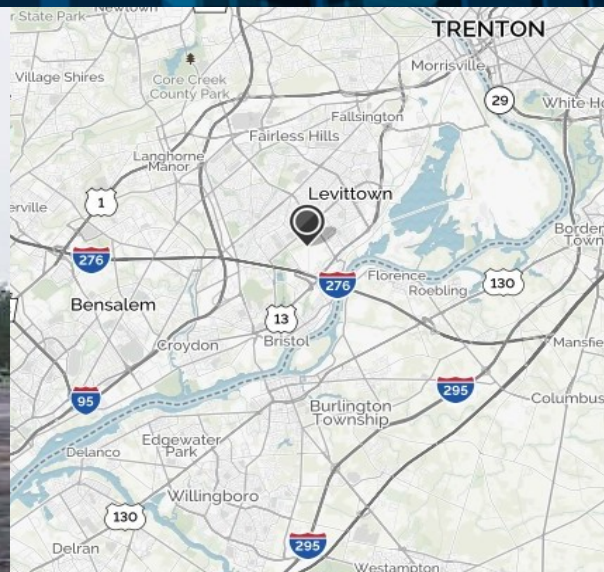 Newtown
r State Park
TRENTON
Morrisville
Village Shires
Core Creek
County Park
29
White Ho
Fallsington
Fairless Hills
Langhorne
Manor
Levittown
1
erville
Border
Town
276
276
Florence
130
Roebling
Bensalem
13
Bristol
Croydon
Mansfie
295
95
Columbus
Burlington
Township
Edgewater
Park
Delanco
Willingboro
130
Delran
295
Westampton